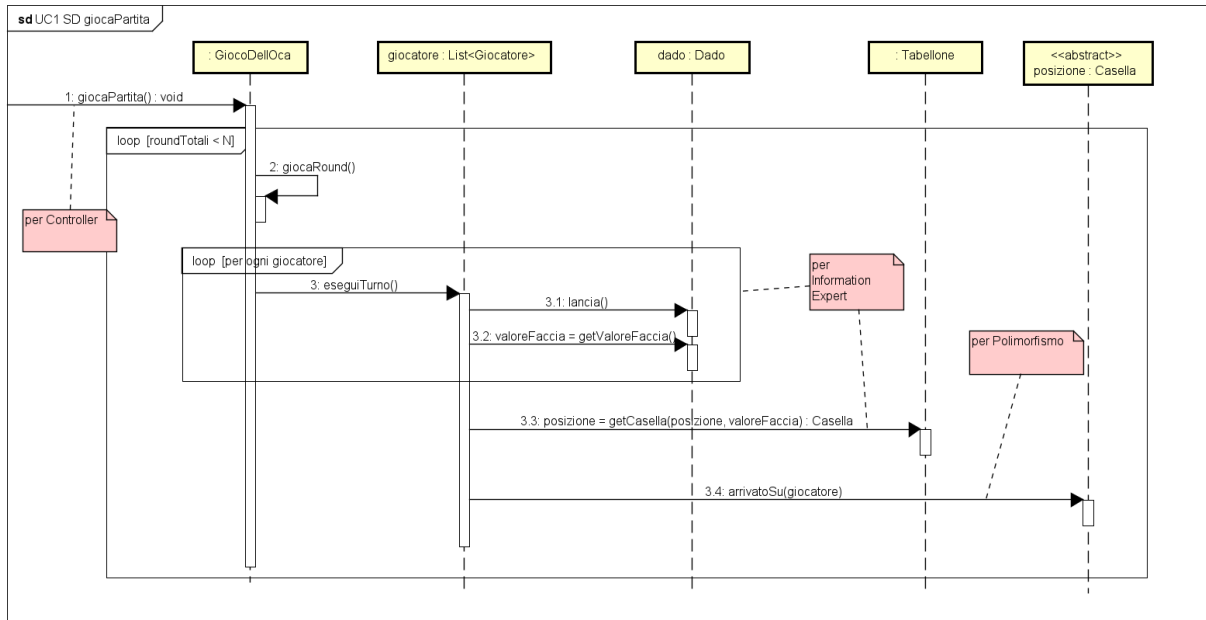 sd UC1 SD giocaPartita
: GiocoDellOca
giocatore : List<Giocatore>
dado : Dado
: Tabellone
<<abstract>>
posizione : Casella
1: giocaPartita() : void
loop [roundTotali < N]
2: giocaRound()
per Controller
loop [per ogni giocatore]
per
Information
Expert
3: eseguiTurno()
3.1: lancia()
3.2: valoreFaccia = getValoreFaccia()
per Polimorfismo
3.3: posizione = getCasella(posizione, valoreFaccia) : Casella
3.4: arrivatoSu(giocatore)